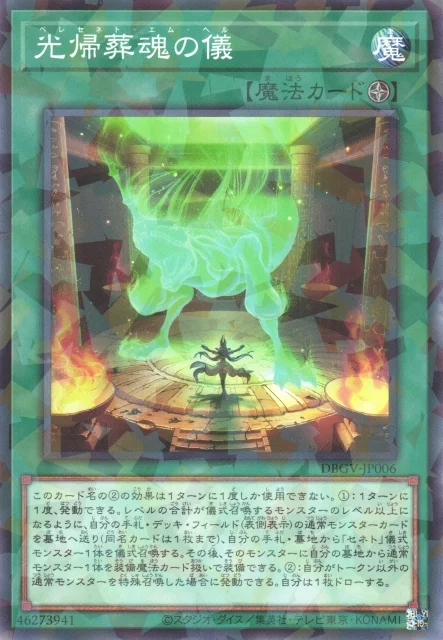 ペレセネト・エム・ヘル
光帰葬魂の儀
魔
【魔法カード】
DBGV-JP006
このカード名の②の効果は1ターンに1度しか使用できない。①:1ターンに
1度、発動できる。レベルの合計が儀式召喚するモンスターのレベル以上に
なるように、自分の手札・デッキ・フィールド(表側表示)の通常モンスターカード
を墓地へ送り(同名カードは1枚まで)、自分の手札・墓地から「セネト」儀式
モンスター1体を儀式召喚する。その後、そのモンスターに自分の墓地の通常
モンスター1体を装備魔法カード扱いで装備できる。②:自分がトークン以外の
通常モンスターを特殊召喚した場合に発動できる。自分は1枚ドローする。
46273941
©スタジオ・ダイス/集英社・テレビ東京・KONAMI